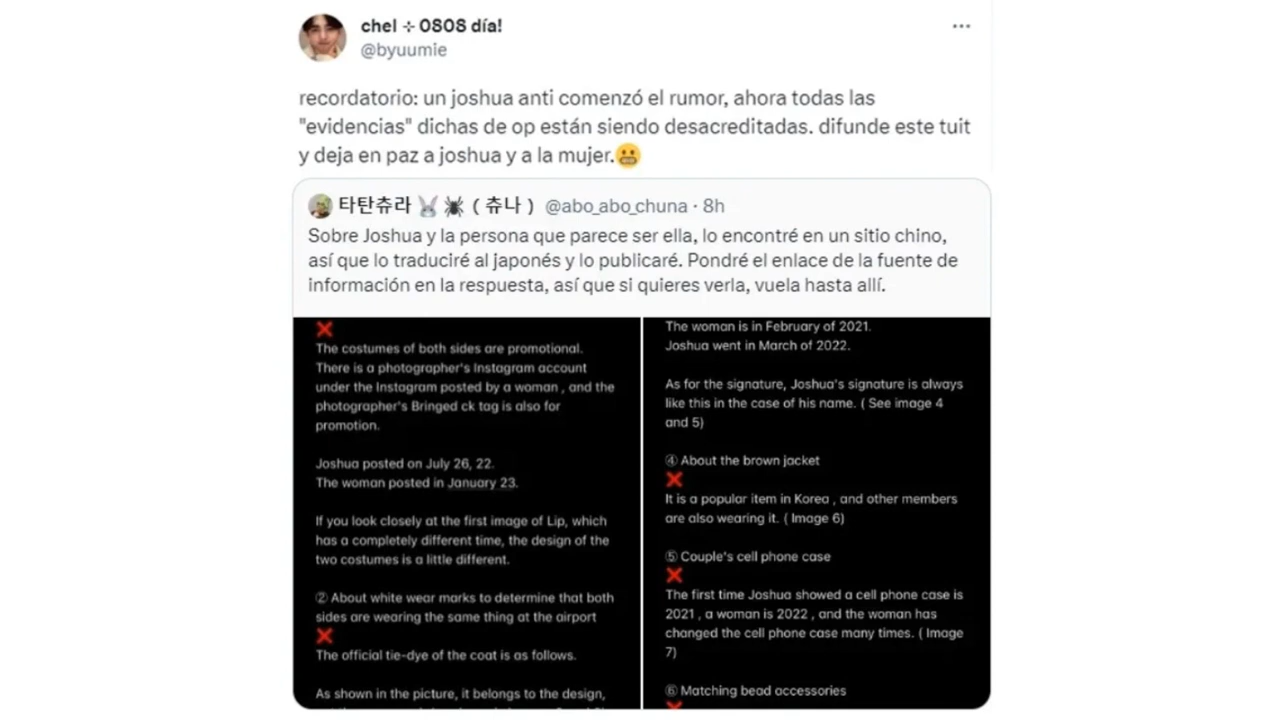 chel ⊹ 0808 día!
@byuumie
recordatorio: un joshua anti comenzó el rumor, ahora todas las
"evidencias" dichas de op están siendo desacreditadas. difunde este tuit
y deja en paz a joshua y a la mujer.😬
타탄츄라 🐰🕷 ( 츄나 ) @abo_abo_chuna · 8h
Sobre Joshua y la persona que parece ser ella, lo encontré en un sitio chino,
así que lo traduciré al japonés y lo publicaré. Pondré el enlace de la fuente de
información en la respuesta, así que si quieres verla, vuela hasta allí.
❌
The costumes of both sides are promotional.
There is a photographer's Instagram account
under the Instagram posted by a woman , and the
photographer's Bringed ck tag is also for
promotion.
Joshua posted on July 26, 22.
The woman posted in January 23.
If you look closely at the first image of Lip, which
has a completely different time, the design of the
two costumes is a little different.
② About white wear marks to determine that both
sides are wearing the same thing at the airport
❌
The official tie-dye of the coat is as follows.
As shown in the picture, it belongs to the design,
The woman is in February of 2021.
Joshua went in March of 2022.
As for the signature, Joshua's signature is always
like this in the case of his name. ( See image 4
and 5)
④ About the brown jacket
❌
It is a popular item in Korea , and other members
are also wearing it. ( Image 6)
⑤ Couple's cell phone case
❌
The first time Joshua showed a cell phone case is
2021 , a woman is 2022 , and the woman has
changed the cell phone case many times. ( Image
7)
⑥ Matching bead accessories
❌